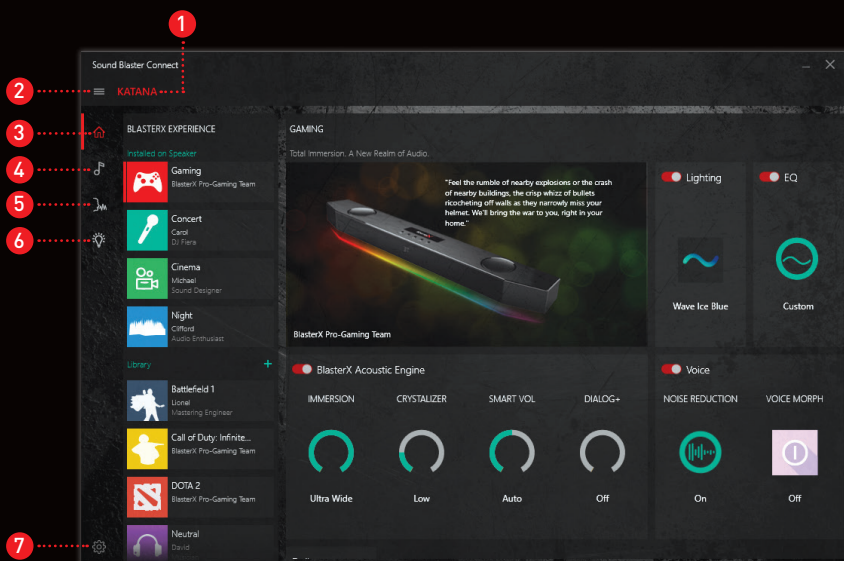 1
Sound Blaster Connect
2
KATANA
3
BLASTERX EXPERIENCE
Installed on Speaker
4
Gaming
BlasterX Pro-Gaming Team
5
Concert
Carol
DJ Fiera
6
Cinema
Michael
Sound Designer
Night
Clifford
Audio Enthusiast
Library +
Battlefield 1
Lionel
Mastering Engineer
Call of Duty: Infinite...
BlasterX Pro-Gaming Team
DOTA 2
BlasterX Pro-Gaming Team
7
Neutral
David
GAMING
Total Immersion. A New Realm of Audio.
"Feel the rumble of nearby explosions or the crash
of nearby buildings, the crisp whizz of bullets
ricocheting off walls as they narrowly miss your
helmet. We'll bring the war to you, right in your
home."
BlasterX Pro-Gaming Team
Lighting
Wave Ice Blue
EQ
Custom
BlasterX Acoustic Engine
IMMERSION
CRYSTALIZER
SMART VOL
DIALOG+
Ultra Wide
Low
Auto
Off
Voice
NOISE REDUCTION
VOICE MORPH
On
Off